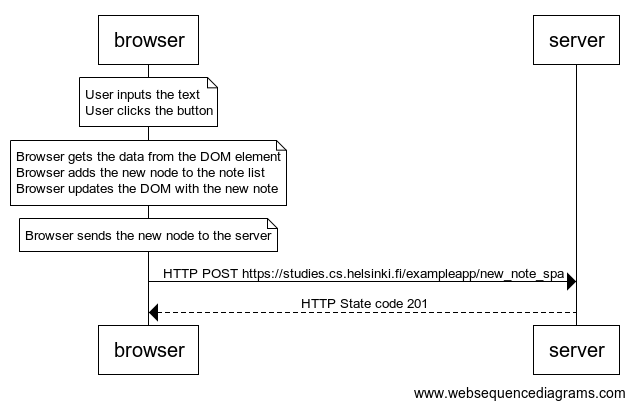 browser
server
User inputs the text
User clicks the button
Browser gets the data from the DOM element
Browser adds the new node to the note list
Browser updates the DOM with the new note
Browser sends the new node to the server
HTTP POST https://studies.cs.helsinki.fi/exampleapp/new_note_spa
HTTP State code 201
browser
server
www.websequencediagrams.com